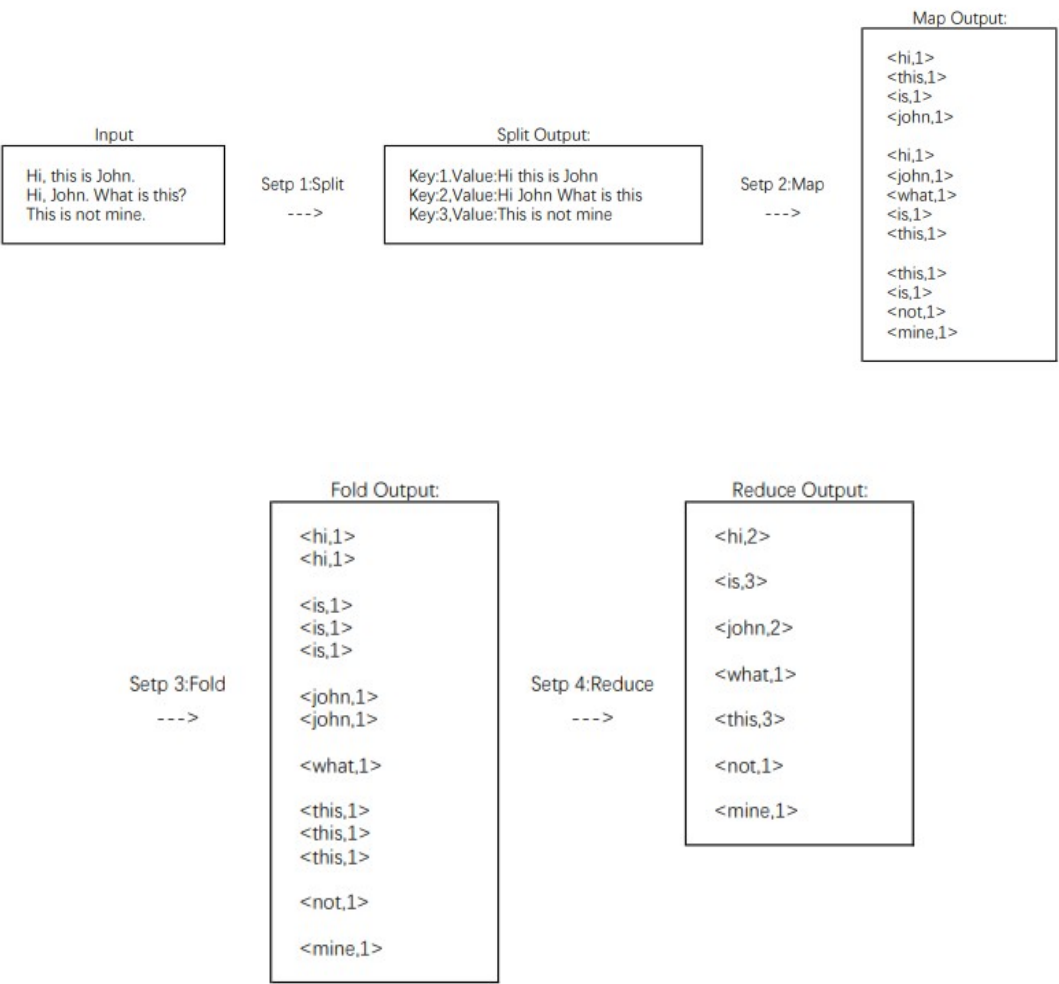 Input
Hi, this is John.
Hi, John. What is this?
This is not mine.
Setp 1:Split
--->
Split Output:
Key:1.Value:Hi this is John
Key:2,Value:Hi John What is this
Key:3,Value:This is not mine
Setp 2:Map
--->
Map Output:
<hi,1>
<this,1>
<is,1>
<john,1>
<hi,1>
<john,1>
<what,1>
<is,1>
<this,1>
<this,1>
<is,1>
<not,1>
<mine,1>
Setp 3:Fold
--->
Fold Output:
<hi,1>
<hi,1>
<is,1>
<is,1>
<is,1>
<john,1>
<john,1>
<what,1>
<this,1>
<this,1>
<this,1>
<not,1>
<mine,1>
Setp 4:Reduce
--->
Reduce Output:
<hi,2>
<is,3>
<john,2>
<what,1>
<this,3>
<not,1>
<mine,1>